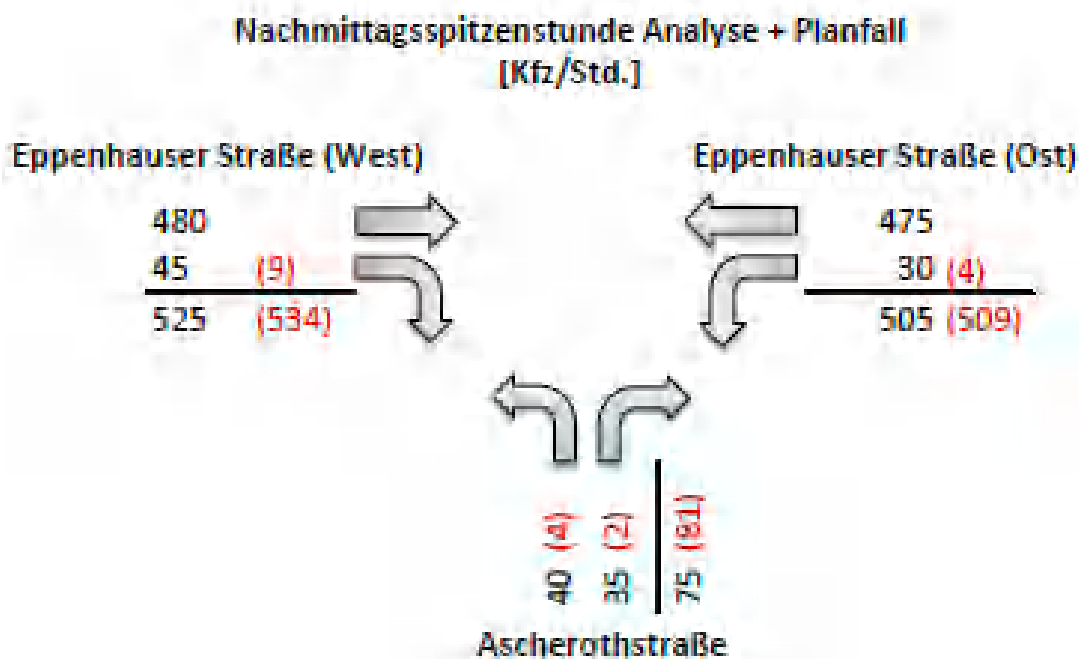 Nachmittagsspitzenstunde Analyse + Planfall
[Kfz/Std.]
Eppenhauser Straße (West)
480
45 (9)
525 (534)
Eppenhauser Straße (Ost)
475
30 (4)
505 (509)
40 (4)
35 (2)
75 (81)
Ascherothstraße